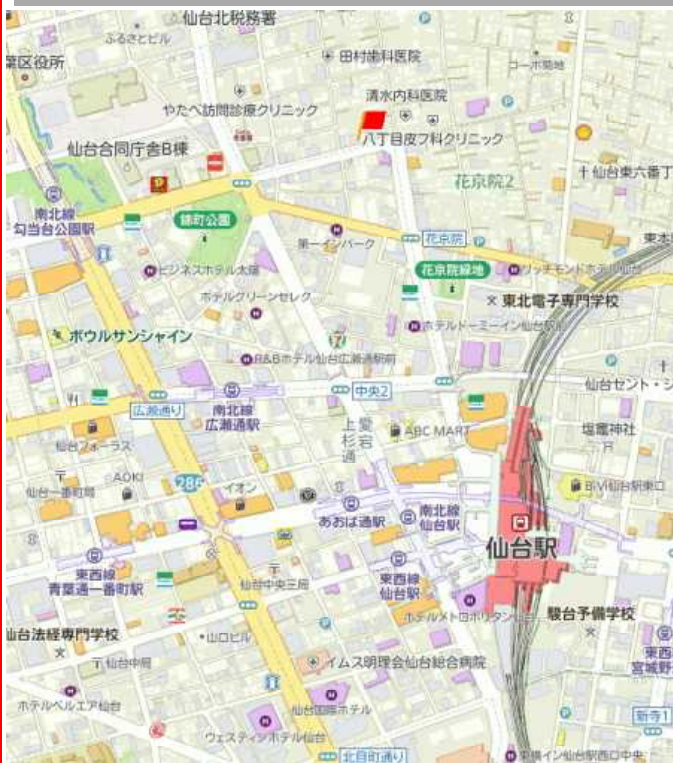 仙台北税務署
ふるさとビル
葉区役所
田村歯科医院
コーポ菊地
清水内科医院
やたべ訪問診療クリニック
八丁目皮フ科クリニック
仙台合同庁舎B棟
花京院2
仙台東六番丁
南北線
勾当台公園駅
錦町公園
第一インパーク
花京院
東本
花京院緑地
リッチモンドホテル仙台
ビジネスホテル太陽
ホテルグリーンセレク
東北電子専門学校
ボウルサンシャイン
ホテルドーミーイン仙台駅前
R&Bホテル仙台広瀬通駅前
中央2
仙台セント・シ
広瀬通り
南北線
広瀬通駅
愛宕
上杉通
ABC MART
塩竈神社
仙台フォーラス
仙台一番町局
AOKI
286
イオン
BiVi仙台駅東口
あおば通駅
南北線
仙台駅
仙台駅
東西線
青葉通一番町駅
仙台中央三局
東西線
仙台駅
ホテルメトロポリタン仙台
駿台予備学校
仙台法経専門学校
山口ビル
仙台中局
イムス明理会仙台総合病院
東西
宮城野
ホテルベルエア仙台
仙台国際ホテル
新寺1
ウェスティンホテル仙台
北目町通り
東横イン仙台駅西口中央